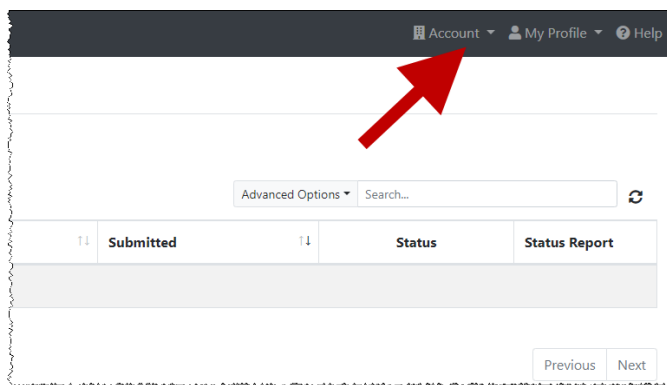 Account My Profile Help
Advanced Options Search...
Submitted Status Status Report
Previous Next